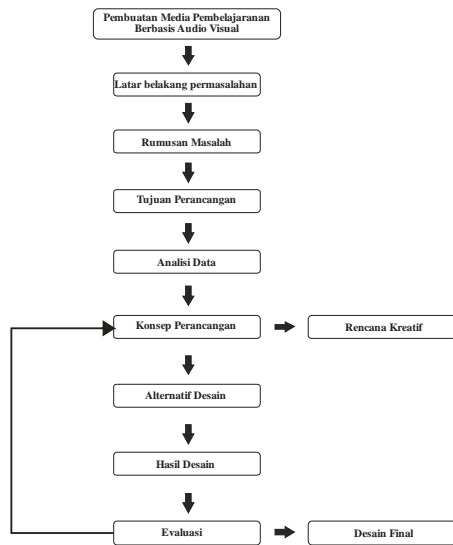 Pembuatan Media Pembelajaranan
Berbasis Audio Visual
Latar belakang permasalahan
Rumusan Masalah
Tujuan Perancangan
Analisi Data
Konsep Perancangan
Rencana Kreatif
Alternatif Desain
Hasil Desain
Evaluasi
Desain Final